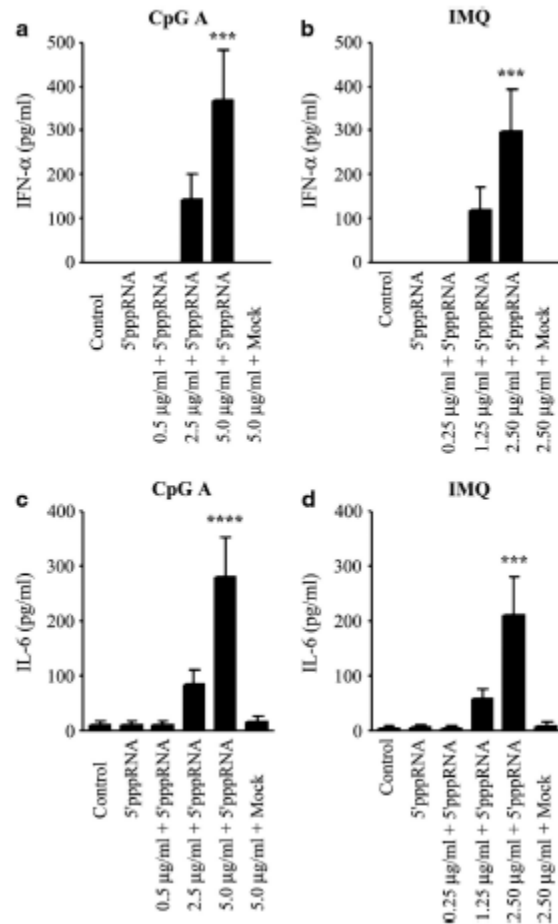 a
CpG A
500
400
300
200
100
0
IFN-α (pg/ml)
***
Control
5'pppRNA
0.5 µg/ml + 5'pppRNA
2.5 µg/ml + 5'pppRNA
5.0 µg/ml + 5'pppRNA
5.0 µg/ml + Mock
b
IMQ
500
400
300
200
100
0
IFN-α (pg/ml)
***
Control
5'pppRNA
0.25 µg/ml + 5'pppRNA
1.25 µg/ml + 5'pppRNA
2.50 µg/ml + 5'pppRNA
2.50 µg/ml + Mock
c
CpG A
400
300
200
100
0
IL-6 (pg/ml)
****
Control
5'pppRNA
0.5 µg/ml + 5'pppRNA
2.5 µg/ml + 5'pppRNA
5.0 µg/ml + 5'pppRNA
5.0 µg/ml + Mock
d
IMQ
400
300
200
100
0
IL-6 (pg/ml)
***
Control
5'pppRNA
0.25 µg/ml + 5'pppRNA
1.25 µg/ml + 5'pppRNA
2.50 µg/ml + 5'pppRNA
2.50 µg/ml + Mock